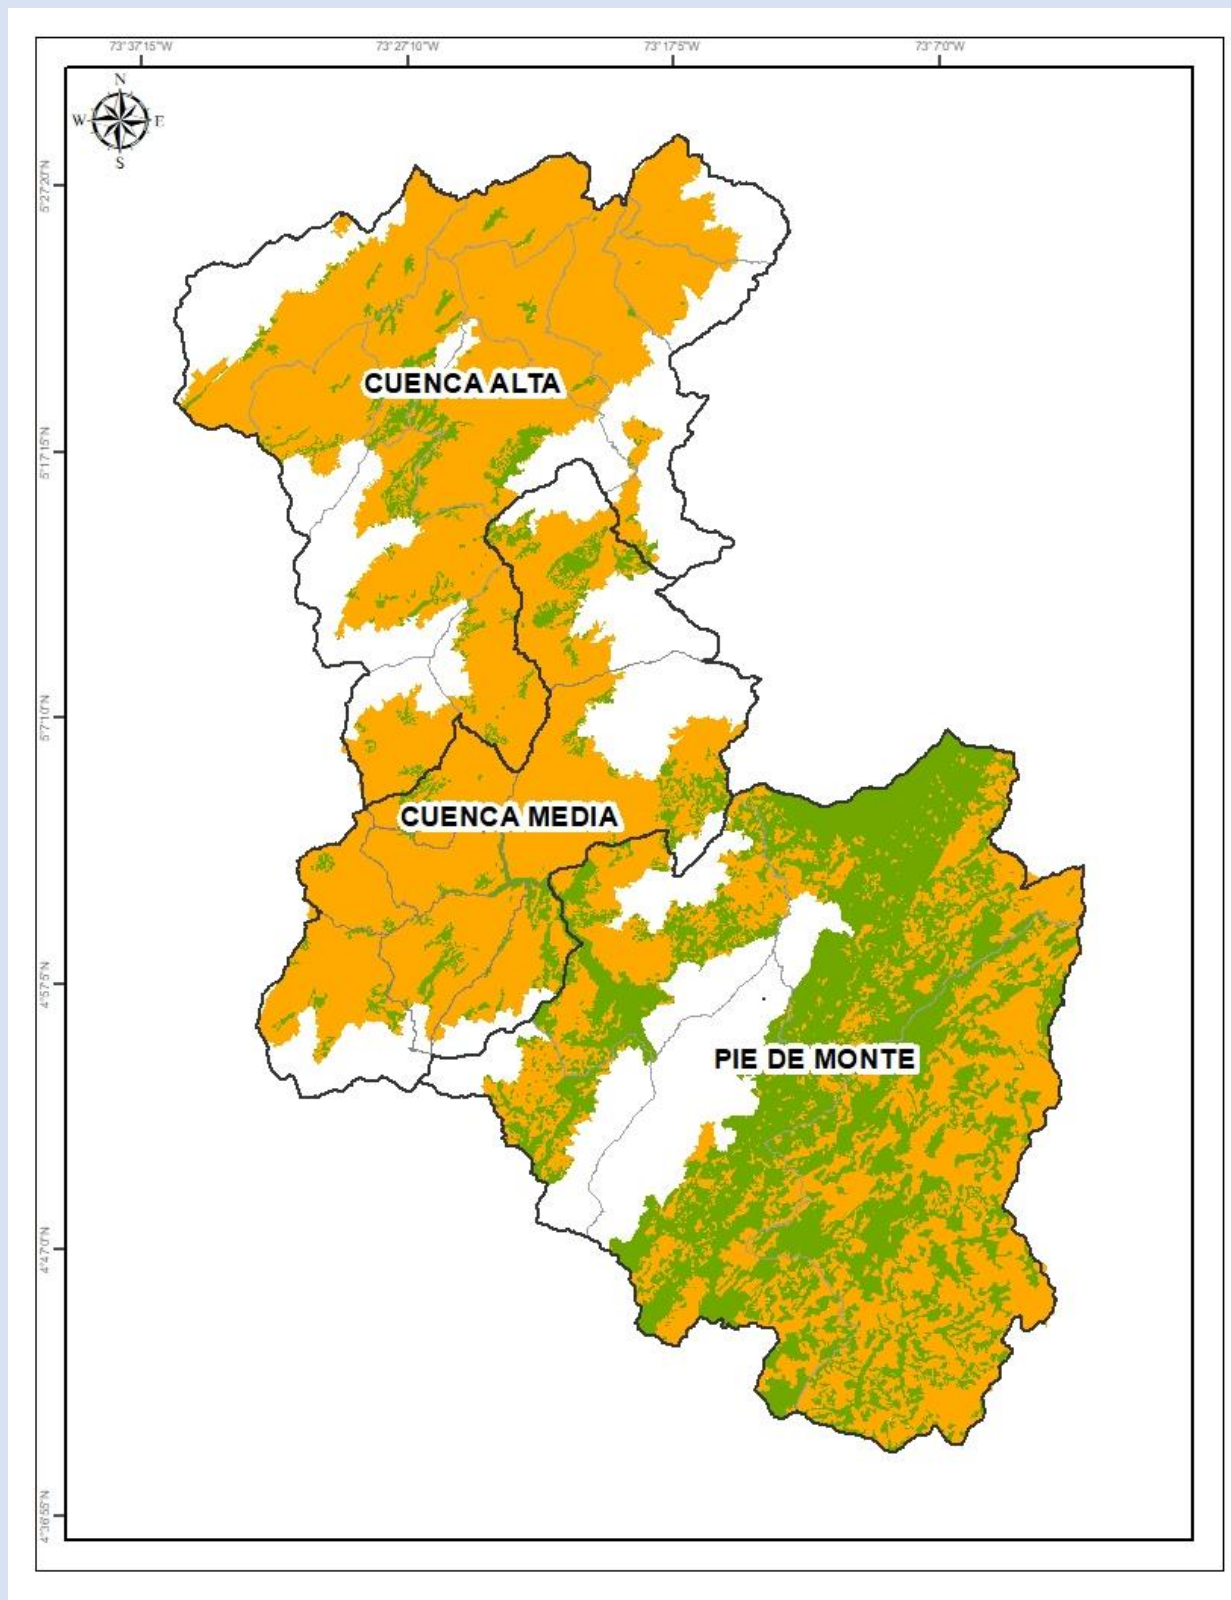 73°37'15"W 73°27'10"W 73°17'5"W 73°7'0"W
N
W E
S
5°27'20"N
CUENCA ALTA
5°17'15"N
5°7'10"N
CUENCA MEDIA
4°57'5"N
PIE DE MONTE
4°47'0"N
4°36'55"N